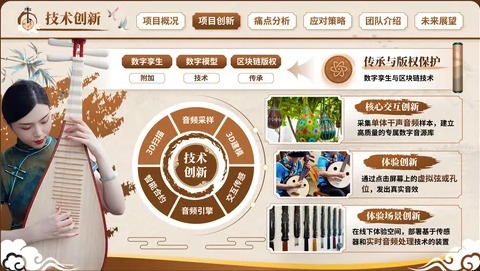 技术创新
项目概况
项目创新
痛点分析
应对策略
团队介绍
未来展望
数字孪生
数字模型
区块链版权
附加
技术
传承
传承与版权保护
数字孪生与区块链技术
音频采样
3D建模
交互传感
音频引擎
智能合约
3D扫描
技术
创新
核心交互创新
采集单体干声音频样本，建立
高质量的专属数字音源库
体验创新
通过点击屏幕上的虚拟弦或孔
位，发出真实音效
体验场景创新
在线下体验空间，部署基于传感
器和实时音频处理技术的装置